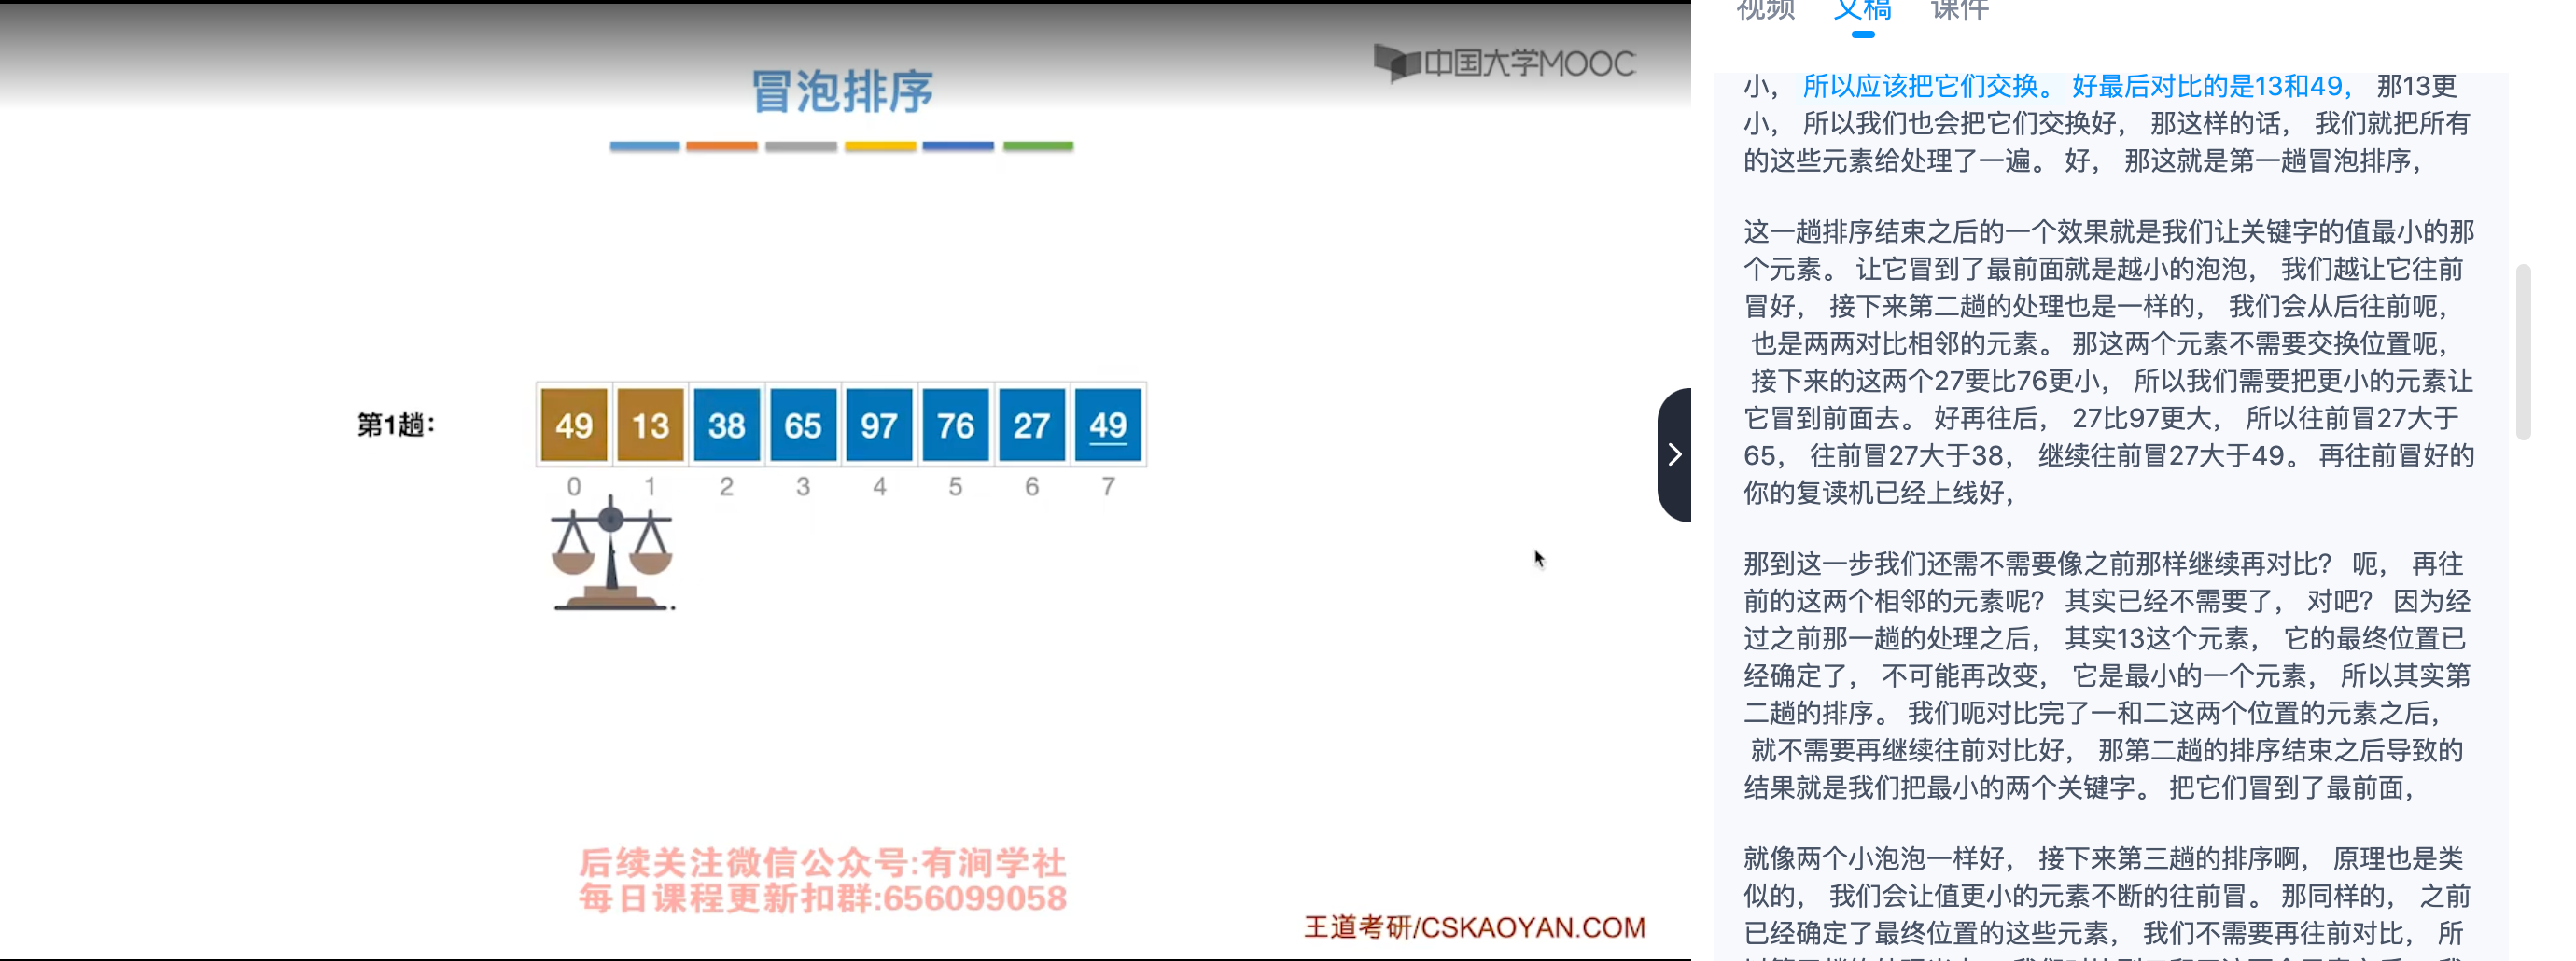 中国大学MOOC
冒泡排序
第1趟：
49 13 38 65 97 76 27 49
0 1 2 3 4 5 6 7
后续关注微信公众号:有涧学社
每日课程更新扣群:656099058
王道考研/CSKAOYAN.COM
视频 文稿 课件
小， 所以应该把它们交换。 好最后对比的是13和49， 那13更
小， 所以我们也会把它们交换好， 那这样的话， 我们就把所有
的这些元素给处理了一遍。 好， 那这就是第一趟冒泡排序，
这一趟排序结束之后的一个效果就是我们让关键字的值最小的那
个元素。 让它冒到了最前面就是越小的泡泡， 我们越让它往前
冒好， 接下来第二趟的处理也是一样的， 我们会从后往前呃，
也是两两对比相邻的元素。 那这两个元素不需要交换位置呃，
接下来的这两个27要比76更小， 所以我们需要把更小的元素让
它冒到前面去。 好再往后， 27比97更大， 所以往前冒27大于
65， 往前冒27大于38， 继续往前冒27大于49。 再往前冒好的
你的复读机已经上线好，
那到这一步我们还需不需要像之前那样继续再对比？ 呃， 再往
前的这两个相邻的元素呢？ 其实已经不需要了， 对吧？ 因为经
过之前那一趟的处理之后， 其实13这个元素， 它的最终位置已
经确定了， 不可能再改变， 它是最小的一个元素， 所以其实第
二趟的排序。 我们呃对比完了一和二这两个位置的元素之后，
就不需要再继续往前对比好， 那第二趟的排序结束之后导致的
结果就是我们把最小的两个关键字。 把它们冒到了最前面，
就像两个小泡泡一样好， 接下来第三趟的排序啊， 原理也是类
似的， 我们会让值更小的元素不断的往前冒。 那同样的， 之前
已经确定了最终位置的这些元素， 我们不需要再往前对比， 所